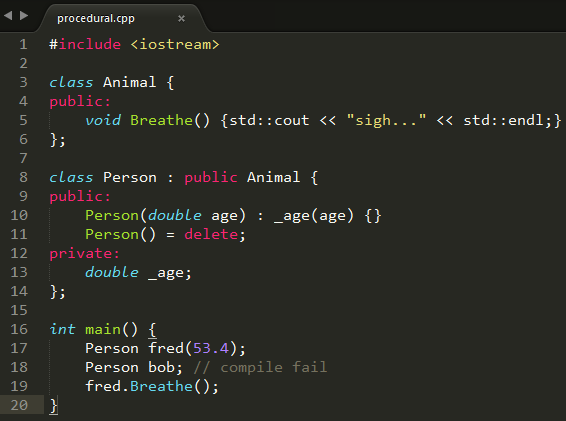 procedural.cpp
1 #include <iostream>
2
3 class Animal {
4 public:
5     void Breathe() {std::cout << "sigh..." << std::endl;}
6 };
7
8 class Person : public Animal {
9 public:
10     Person(double age) : _age(age) {}
11     Person() = delete;
12 private:
13     double _age;
14 };
15
16 int main() {
17     Person fred(53.4);
18     Person bob; // compile fail
19     fred.Breathe();
20 }